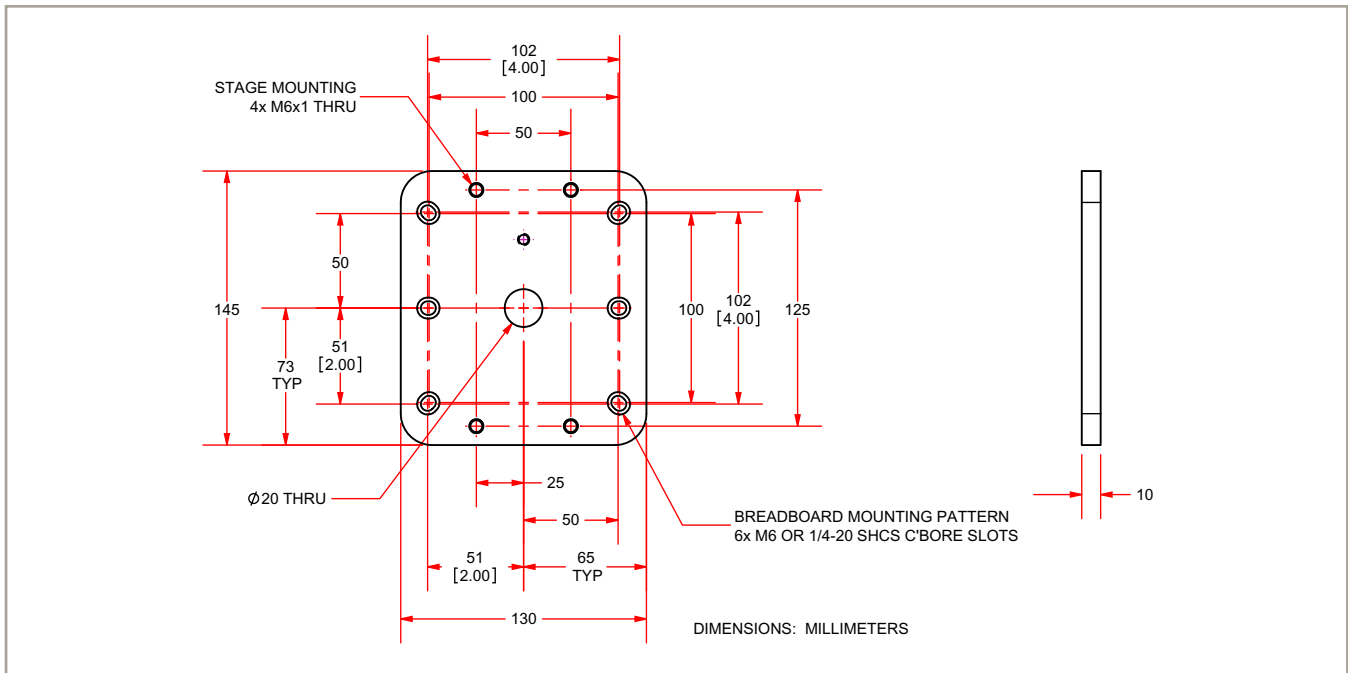 102
[4.00]
STAGE MOUNTING
4x M6x1 THRU
100
50
50
145
100
102
[4.00]
125
51
[2.00]
73
TYP
Ø20 THRU
25
10
50
BREADBOARD MOUNTING PATTERN
6x M6 OR 1/4-20 SHCS C'BORE SLOTS
51
[2.00]
65
TYP
130
DIMENSIONS: MILLIMETERS